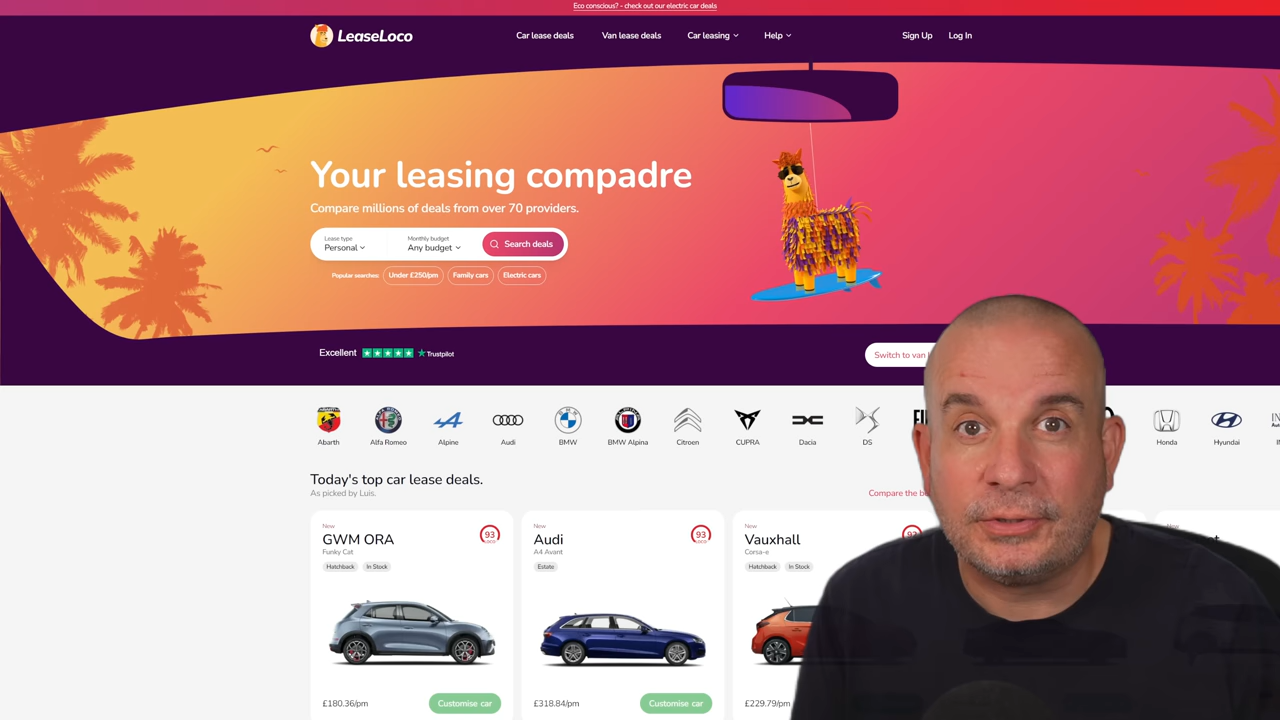 Eco conscious? - check out our electric car deals
LeaseLoco
Car lease deals
Van lease deals
Car leasing
Help
Sign Up
Log In
Your leasing compadre
Compare millions of deals from over 70 providers.
Lease type
Personal
Monthly budget
Any budget
Search deals
Popular searches:
Under £250/pm
Family cars
Electric cars
Excellent
Trustpilot
Switch to van
Abarth
Alfa Romeo
Alpine
Audi
BMW
BMW Alpina
Citroen
CUPRA
Dacia
DS
Honda
Hyundai
Today's top car lease deals.
As picked by Luis.
Compare the
New
GWM ORA
Funky Cat
93
LOCO
Hatchback
In Stock
£180.36/pm
Customise car
New
Audi
A4 Avant
93
LOCO
Estate
£318.84/pm
Customise car
New
Vauxhall
Corsa-e
Hatchback
In Stock
£229.79/pm